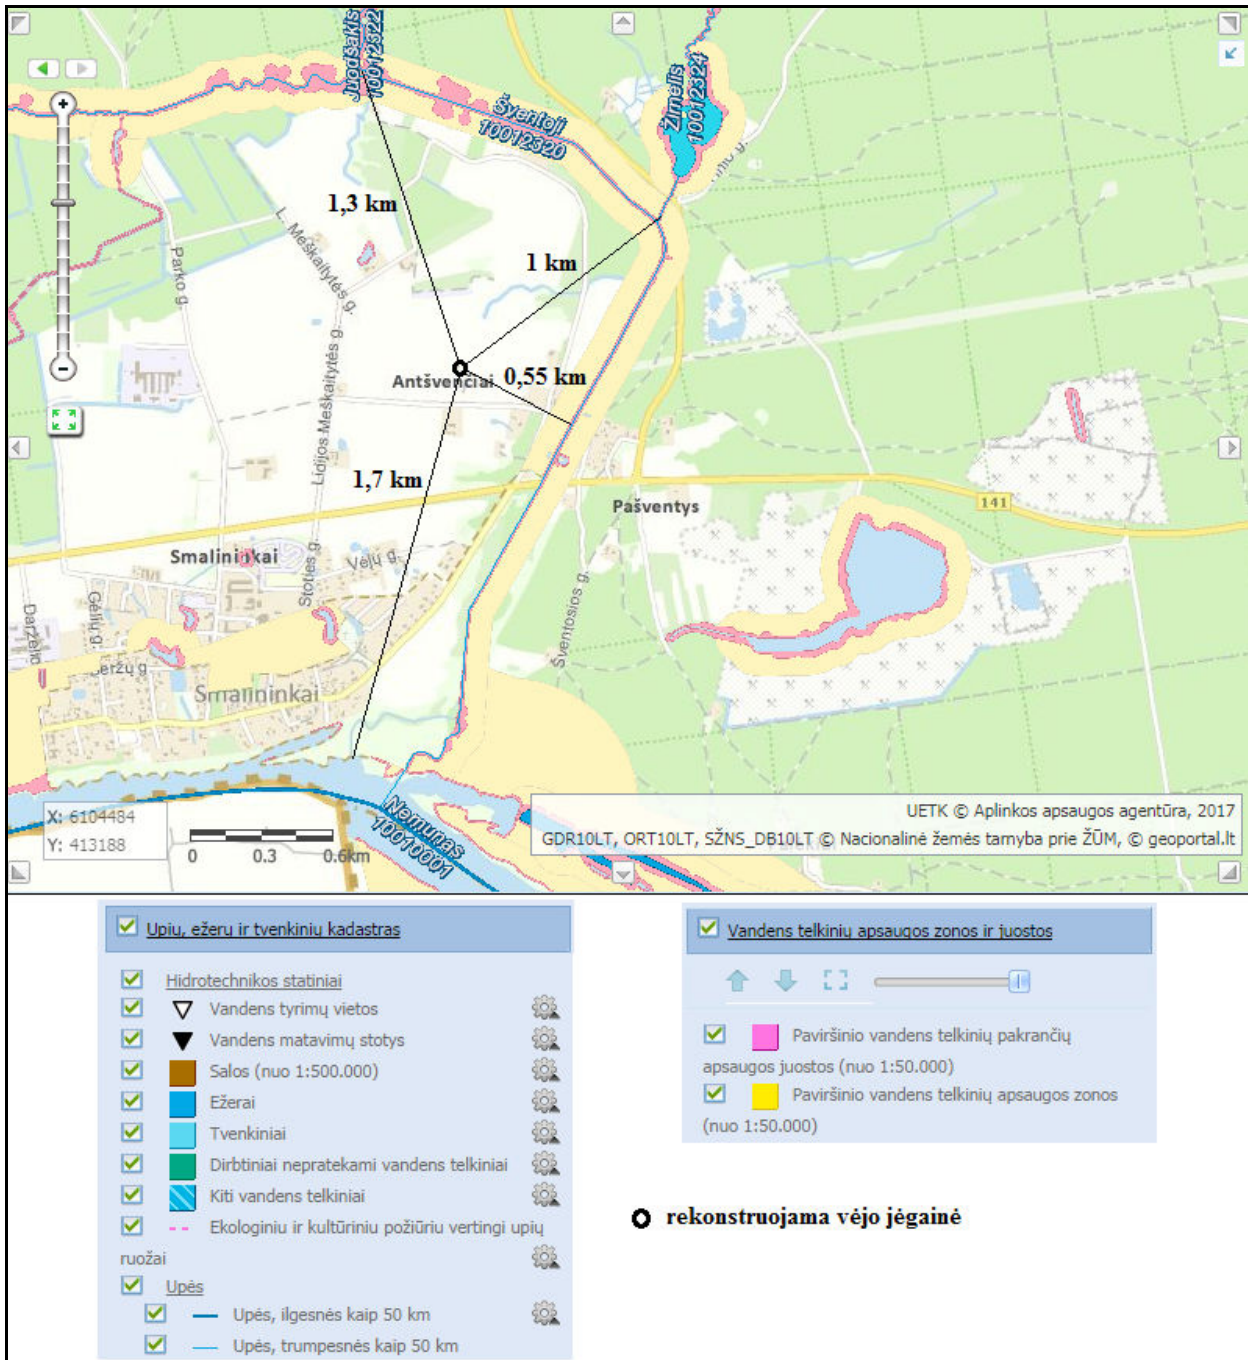 Juodšakis
10012322
Šventoji
10012320
Žirnelis
10012324
1,3 km
L. Meškaitytės g.
Parko g.
1 km
Antšvenčiai
0,55 km
Lidijos Meškaitytės g.
1,7 km
141
Pašventys
Smalininkai
Vėjų g.
Stoties g.
Gėlių g.
Šventosios g.
Smalininkai
X: 6104484
Y: 413188
0 0.3 0.6km
Nemunas
10010001
UETK © Aplinkos apsaugos agentūra, 2017
GDR10LT, ORT10LT, SŽNS_DB10LT © Nacionalinė žemės tarnyba prie ŽŪM, © geoportal.lt
Upių, ežerų ir tvenkinių kadastras
Hidrotechnikos statiniai
Vandens tyrimų vietos
Vandens matavimų stotys
Salos (nuo 1:500.000)
Ežerai
Tvenkiniai
Dirbtiniai nepratekami vandens telkiniai
Kiti vandens telkiniai
Ekologiniu ir kultūriniu požiūriu vertingi upių
ruožai
Upės
Upės, ilgesnės kaip 50 km
Upės, trumpesnės kaip 50 km
Vandens telkinių apsaugos zonos ir juostos
Paviršinio vandens telkinių pakrančių
apsaugos juostos (nuo 1:50.000)
Paviršinio vandens telkinių apsaugos zonos
(nuo 1:50.000)
rekonstruojama vėjo jėgainė